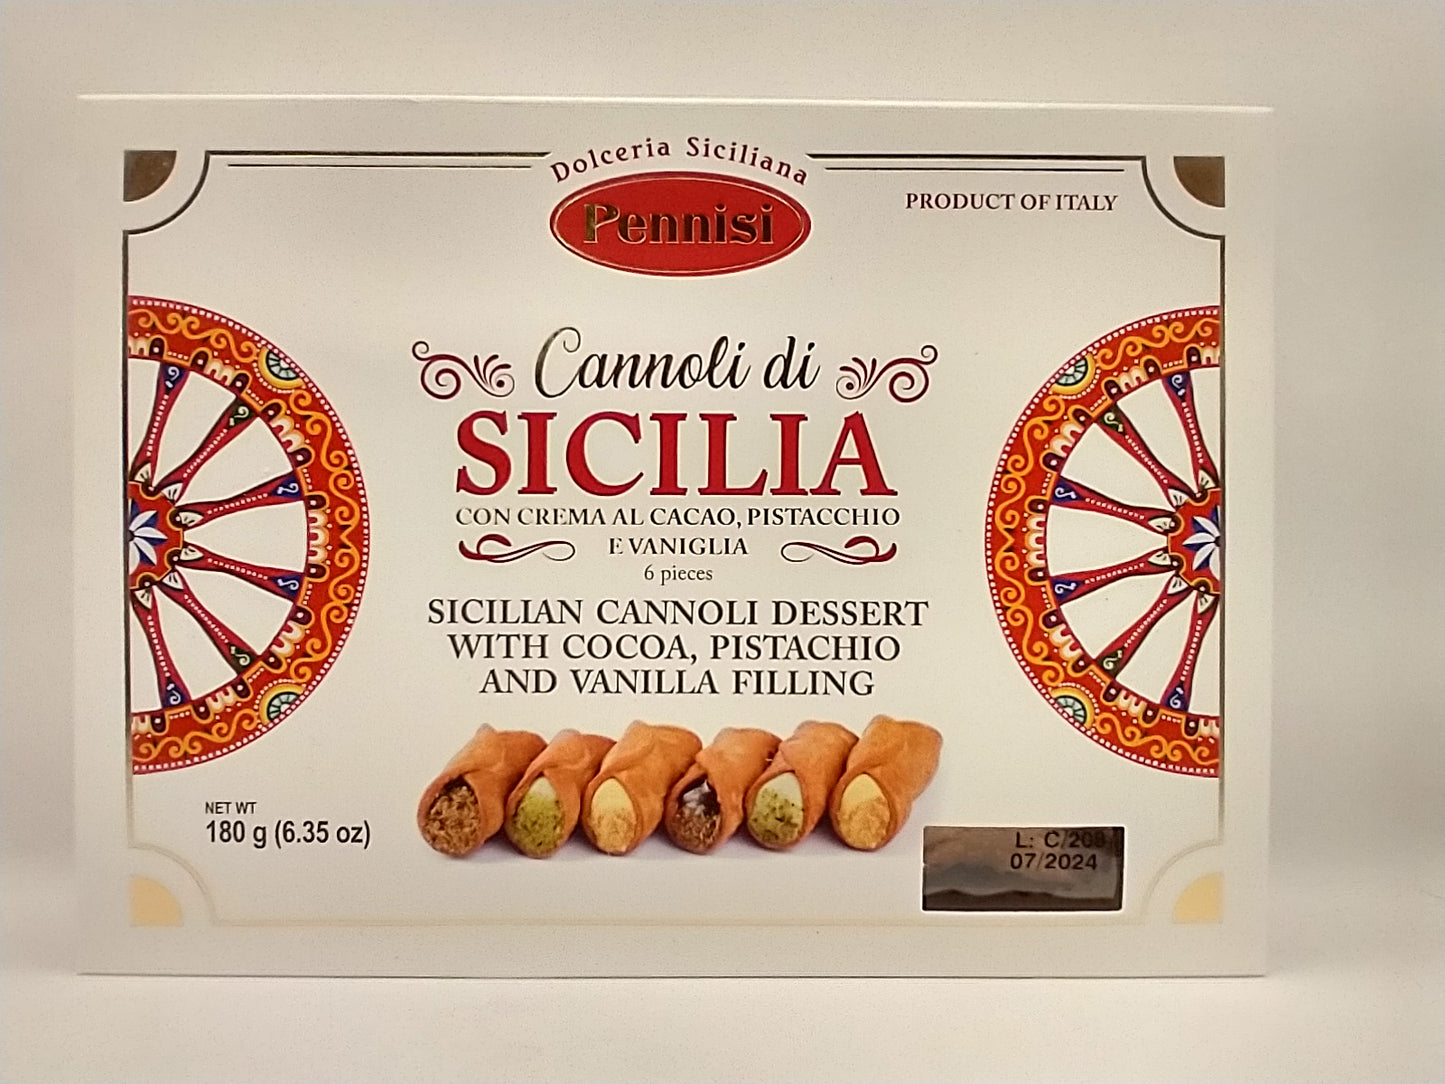 Dolceria Siciliana
Pennisi
PRODUCT OF ITALY
Cannoli di
SICILIA
CON CREMA AL CACAO, PISTACCHIO
E VANIGLIA
6 pieces
SICILIAN CANNOLI DESSERT
WITH COCOA, PISTACHIO
AND VANILLA FILLING
NET WT
180 g (6.35 oz)
L: C/208
07/2024